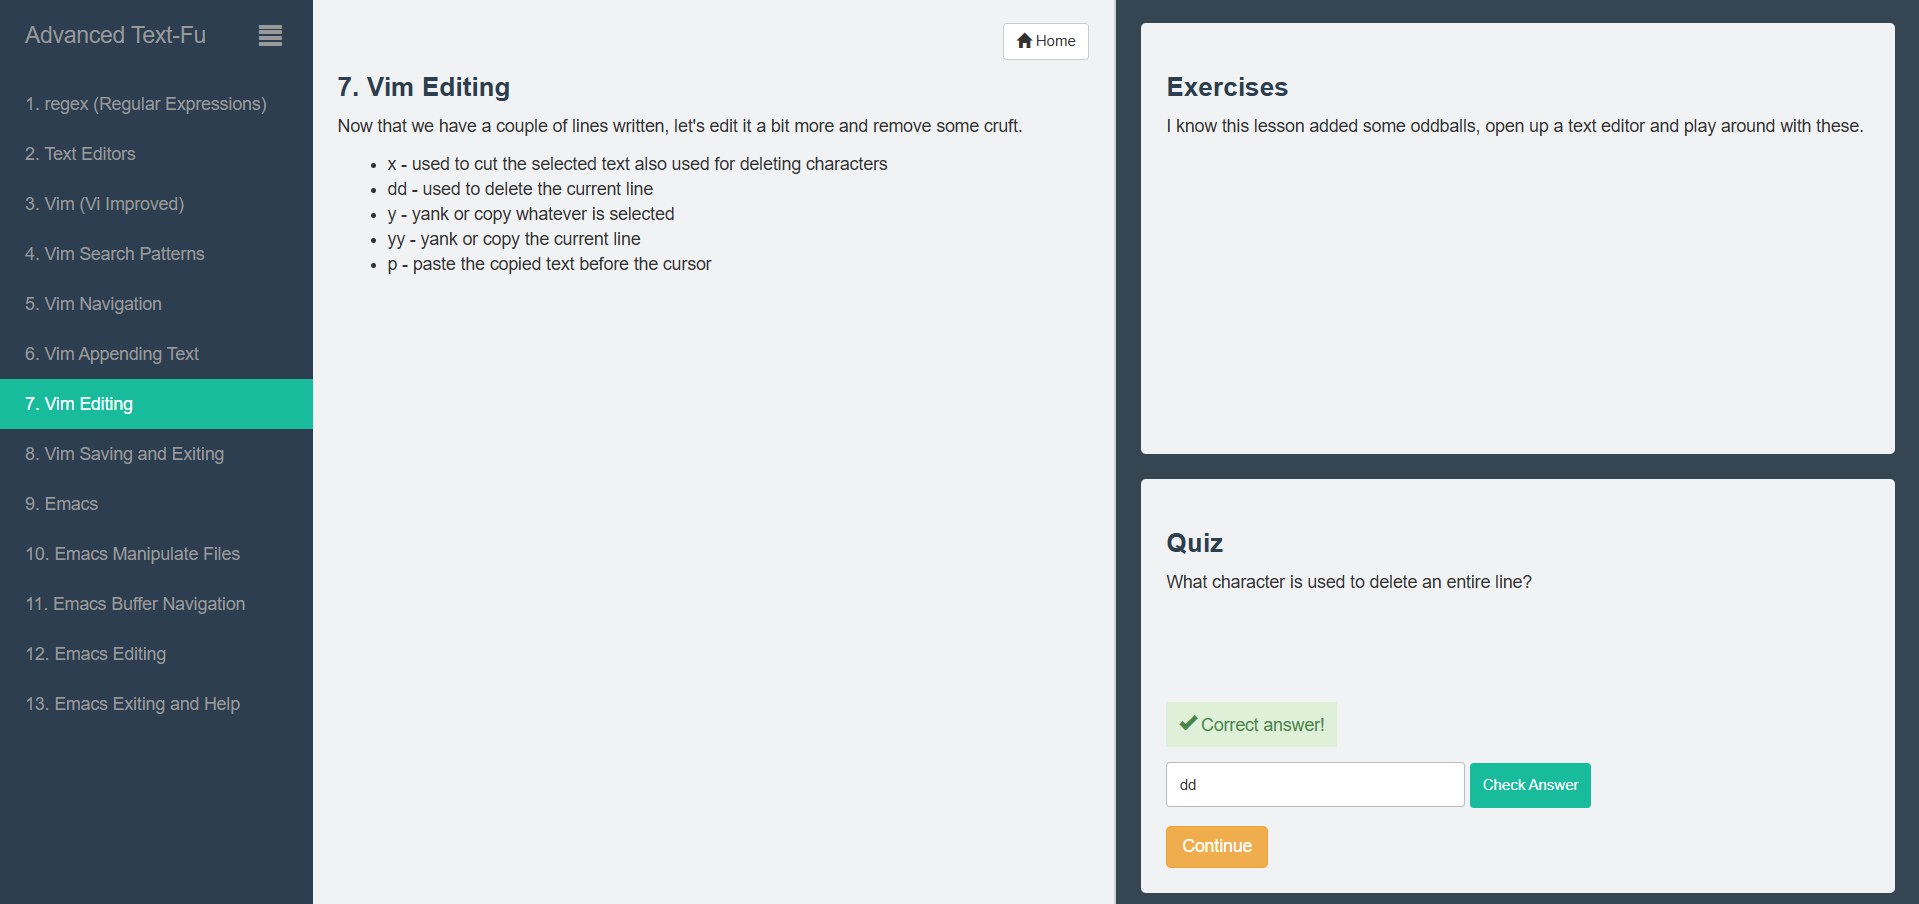 Advanced Text-Fu
1. regex (Regular Expressions)
2. Text Editors
3. Vim (Vi Improved)
4. Vim Search Patterns
5. Vim Navigation
6. Vim Appending Text
7. Vim Editing
8. Vim Saving and Exiting
9. Emacs
10. Emacs Manipulate Files
11. Emacs Buffer Navigation
12. Emacs Editing
13. Emacs Exiting and Help
Home
7. Vim Editing
Now that we have a couple of lines written, let's edit it a bit more and remove some cruft.
• x - used to cut the selected text also used for deleting characters
• dd - used to delete the current line
• y - yank or copy whatever is selected
• yy - yank or copy the current line
• p - paste the copied text before the cursor
Exercises
I know this lesson added some oddballs, open up a text editor and play around with these.
Quiz
What character is used to delete an entire line?
Correct answer!
dd
Check Answer
Continue